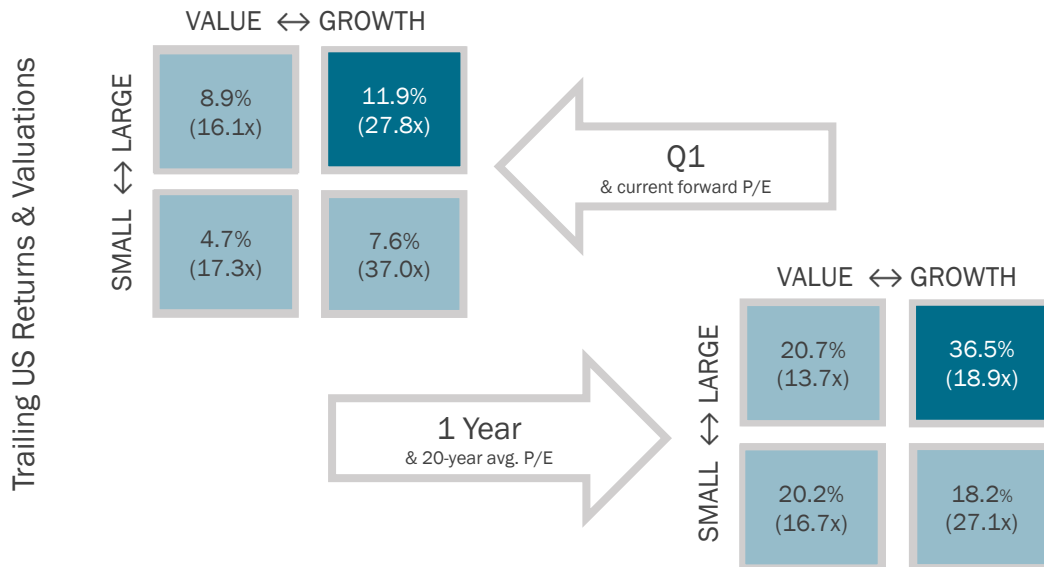 Trailing US Returns & Valuations
VALUE ↔ GROWTH
SMALL ↔ LARGE
8.9%
(16.1x)
11.9%
(27.8x)
4.7%
(17.3x)
7.6%
(37.0x)
Q1
& current forward P/E
1 Year
& 20-year avg. P/E
VALUE ↔ GROWTH
SMALL ↔ LARGE
20.7%
(13.7x)
36.5%
(18.9x)
20.2%
(16.7x)
18.2%
(27.1x)